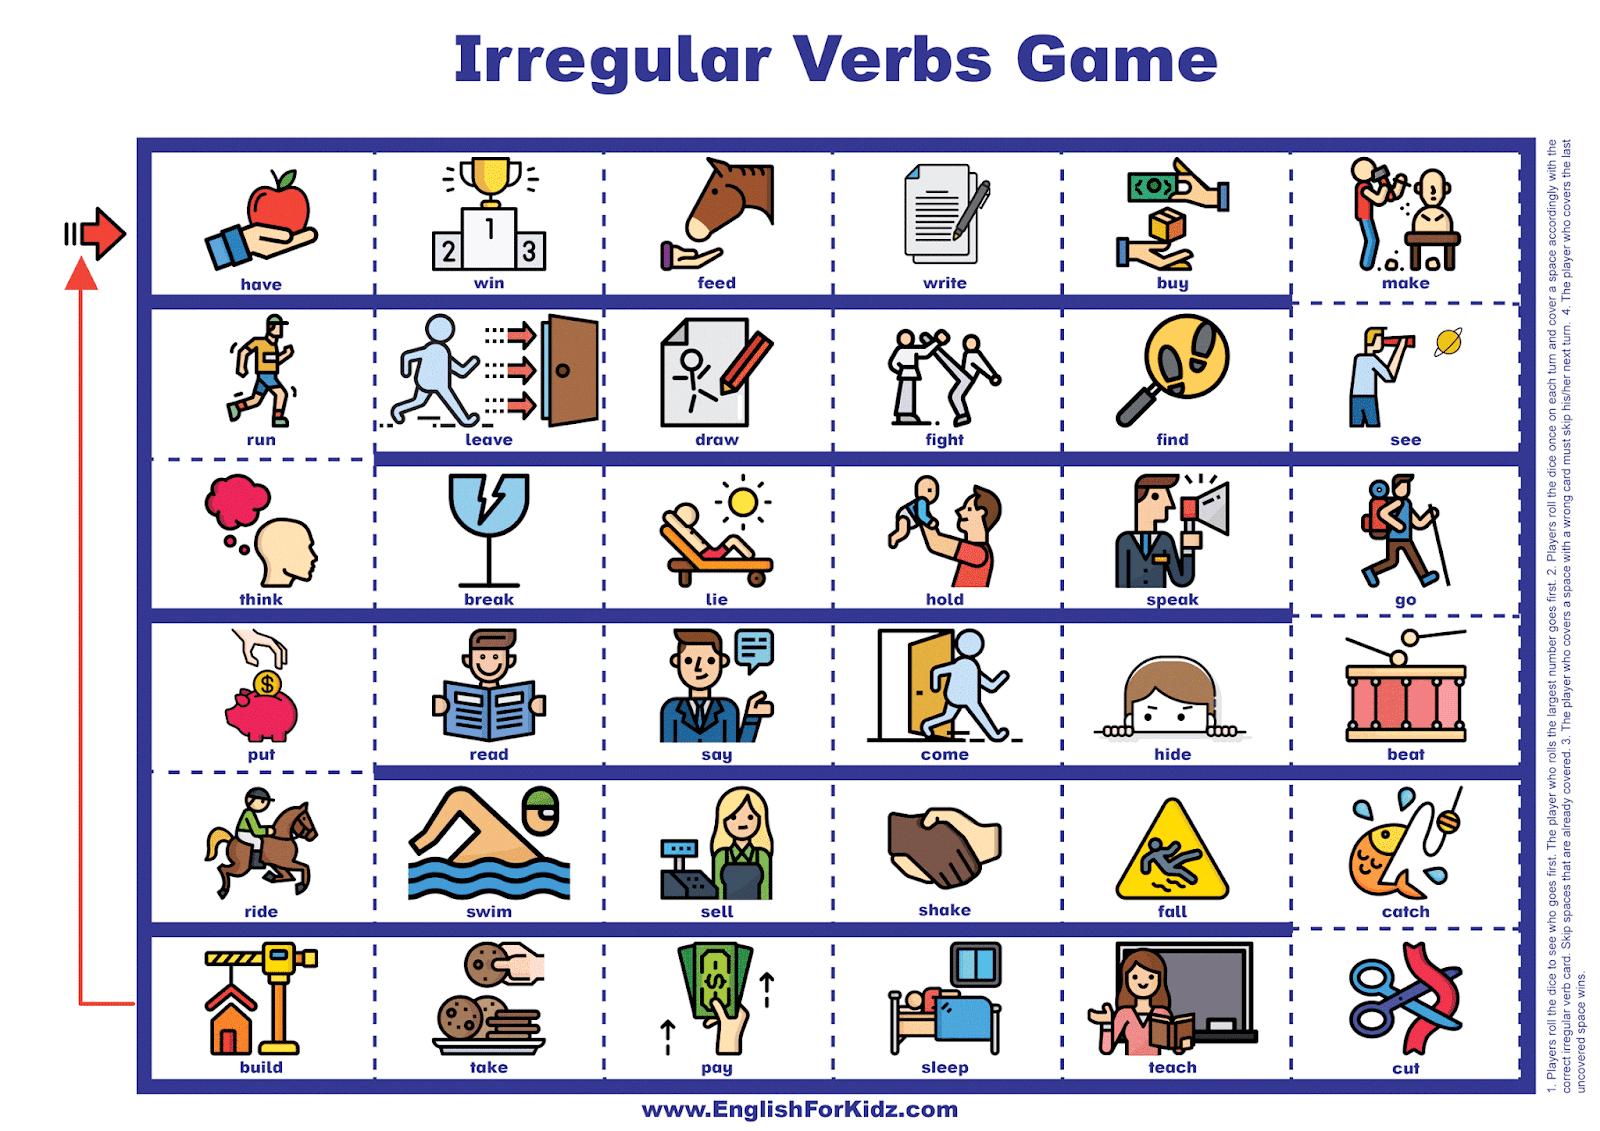 Irregular Verbs Game
have
win
feed
write
buy
make
run
leave
draw
fight
find
see
think
break
lie
hold
speak
go
put
read
say
come
hide
beat
ride
swim
sell
shake
fall
catch
build
take
pay
sleep
teach
cut
1
2
3
$
$
www.EnglishForKidz.com
1. Players roll the dice to see who goes first. The player who rolls the largest number goes first. 2. Players roll the dice once on each turn and cover a space accordingly with the
correct irregular verb card. Skip spaces that are already covered. 3. The player who covers a space with a wrong card must skip his/her next turn. 4. The player who covers the last
uncovered space wins.